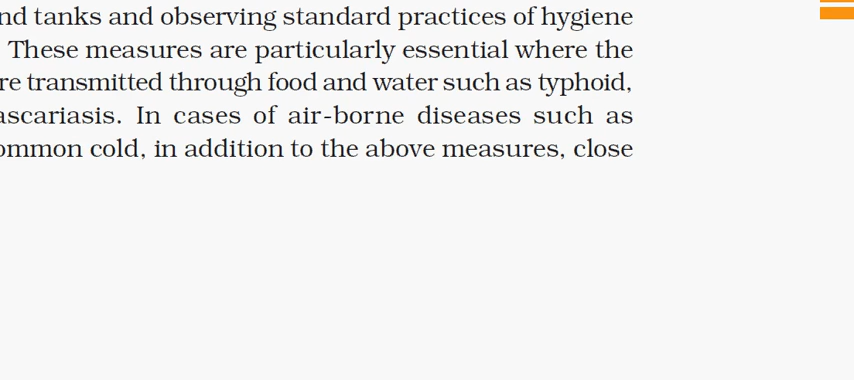 nd tanks and observing standard practices of hygiene
These measures are particularly essential where the
re transmitted through food and water such as typhoid,
ascariasis. In cases of air-borne diseases such as
ommon cold, in addition to the above measures, close